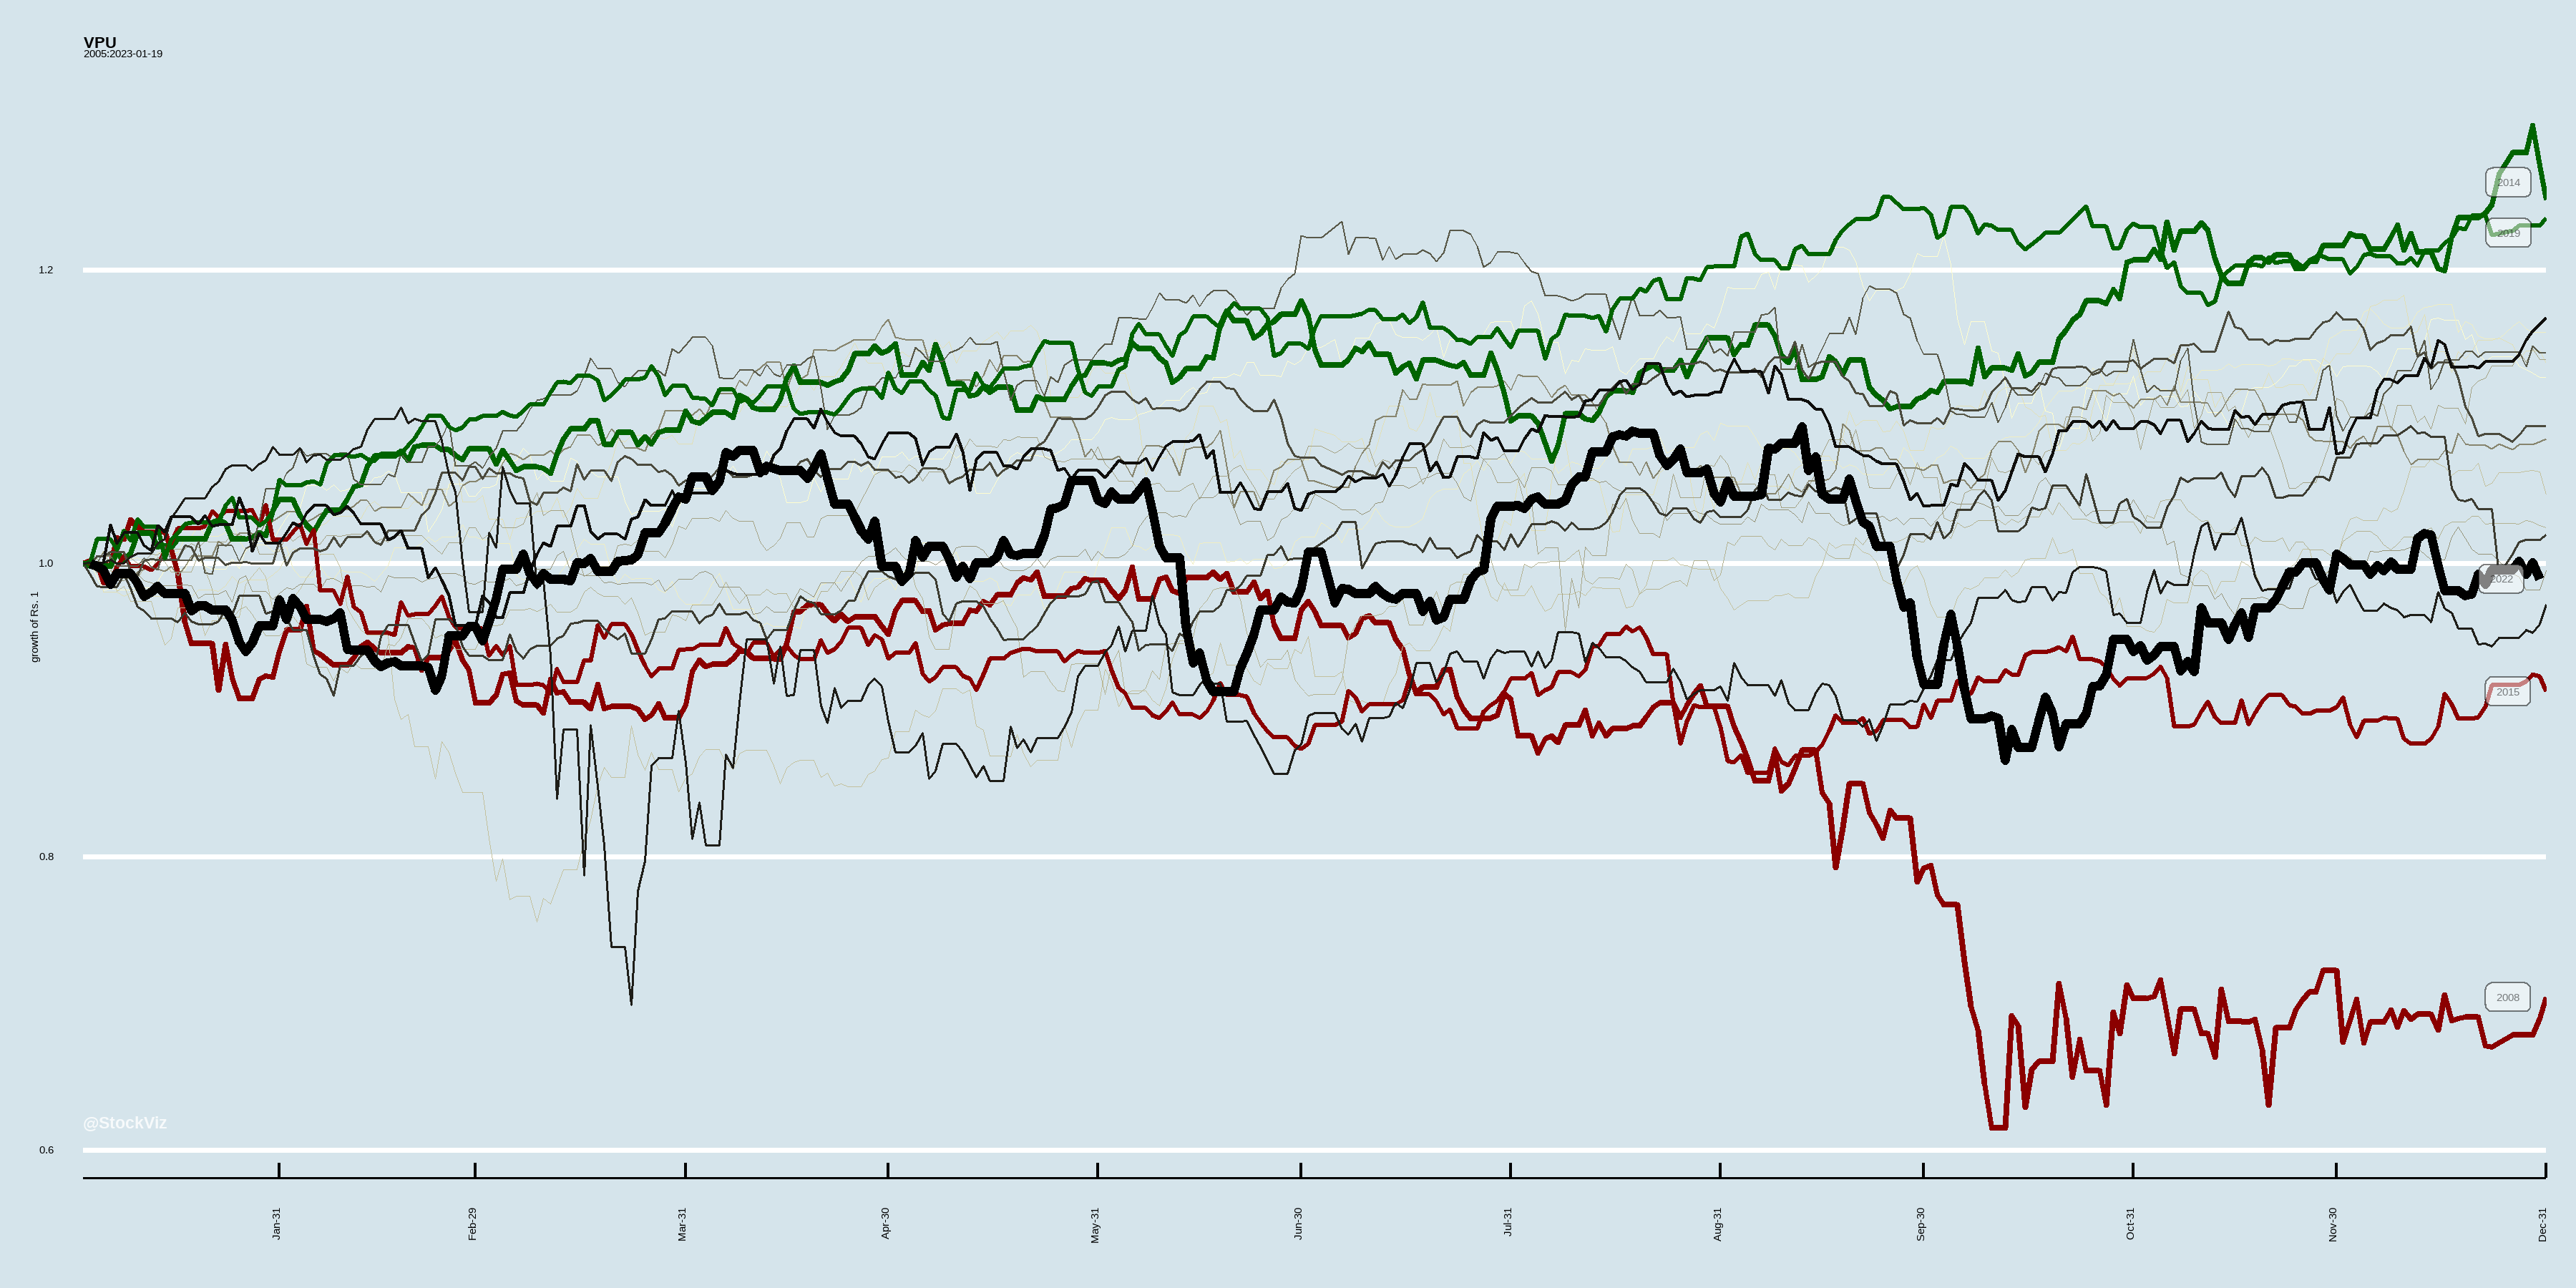 VPU
2005:2023-01-19
2014
2019
1.2
1.0
2022
growth of Rs. 1
2015
0.8
2008
@StockViz
0.6
Jan-31
Feb-29
Mar-31
Apr-30
May-31
Jun-30
Jul-31
Aug-31
Sep-30
Oct-31
Nov-30
Dec-31